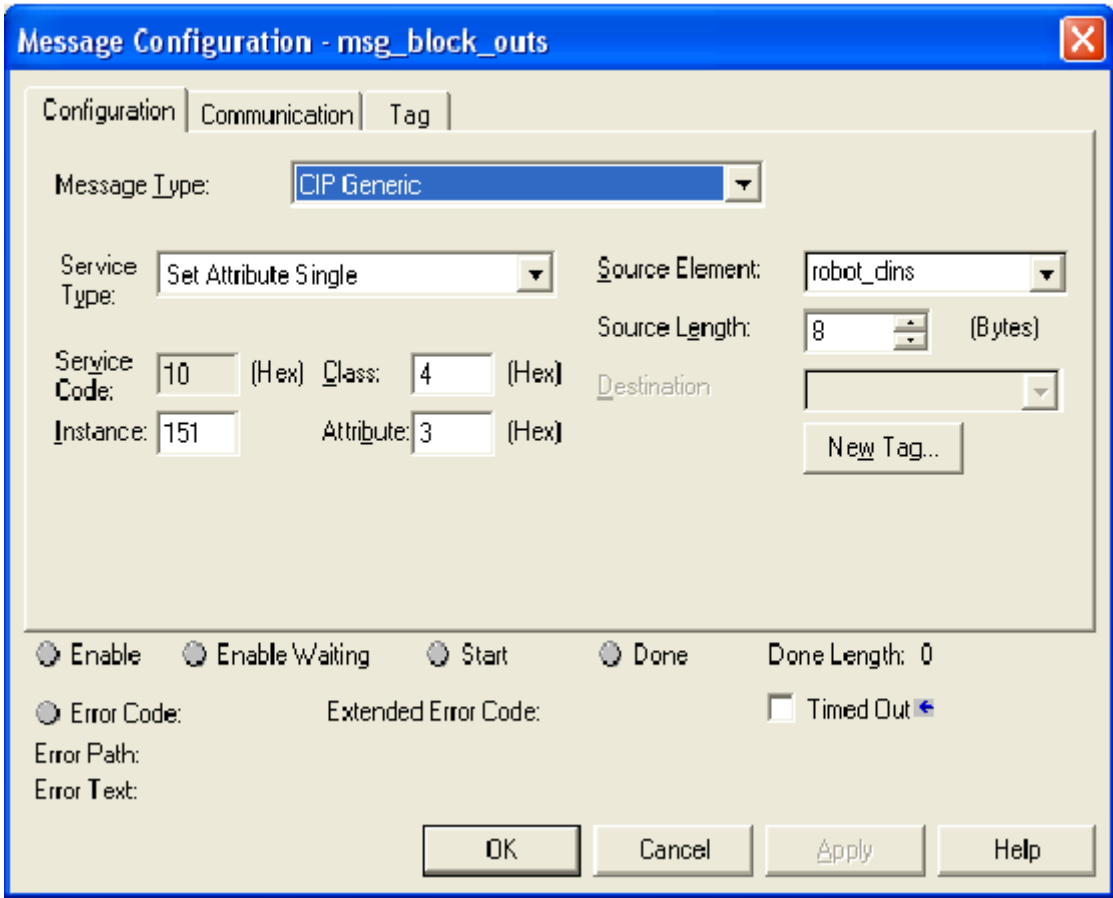 Message Configuration - msg_block_outs
Configuration Communication Tag
Message Type: CIP Generic
Service Type: Set Attribute Single
Source Element: robot_dins
Source Length: 8 (Bytes)
Service Code: 10 (Hex) Class: 4 (Hex)
Destination
Instance: 151 Attribute: 3 (Hex)
New Tag...
Enable Enable Waiting Start Done Done Length: 0
Error Code: Extended Error Code: Timed Out
Error Path:
Error Text:
OK Cancel Apply Help